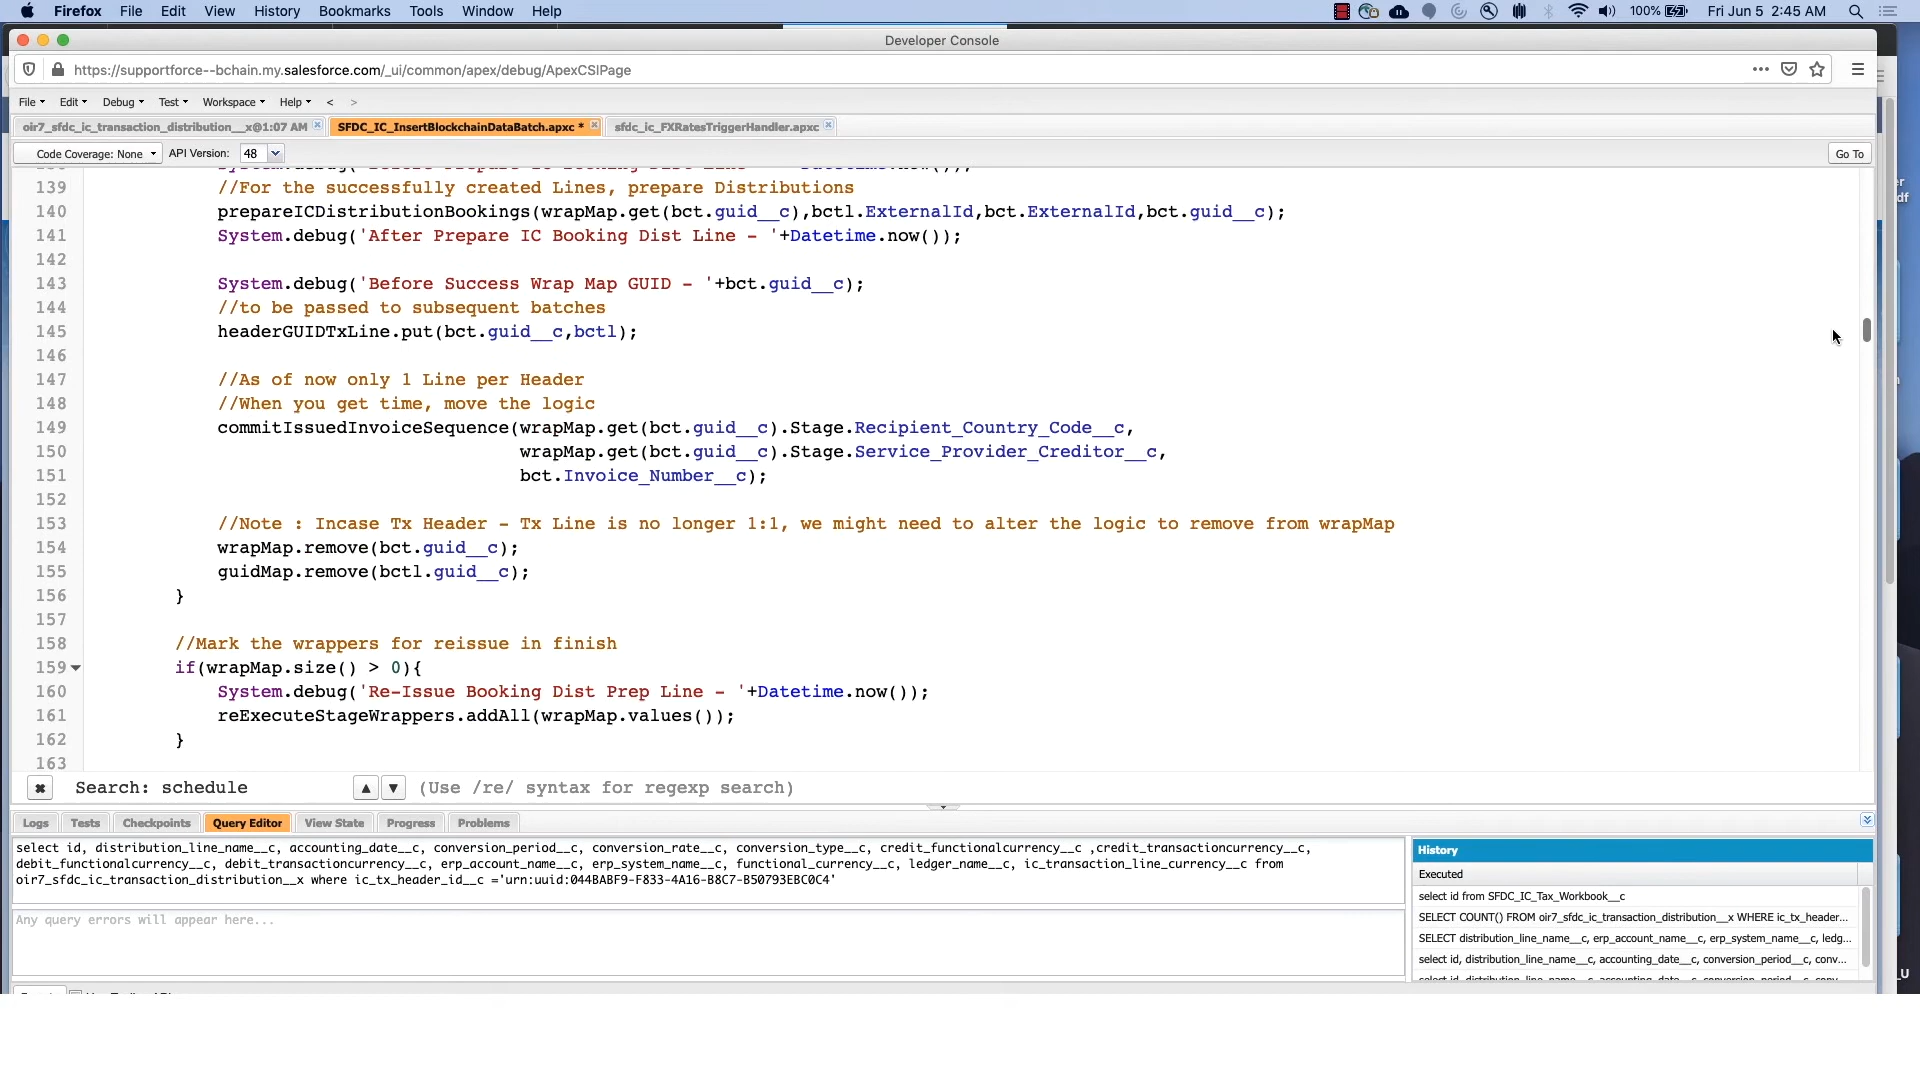 Firefox File Edit View History Bookmarks Tools Window Help 100% Fri Jun 5 2:45 AM
Developer Console
https://supportforce--bchain.my.salesforce.com/_ui/common/apex/debug/ApexCSIPage
File Edit Debug Test Workspace Help < >
oir7_sfdc_ic_transaction_distribution__x@1:07 AM SFDC_IC_InsertBlockchainDataBatch.apxc * sfdc_ic_FXRatesTriggerHandler.apxc
Code Coverage: None API Version: 48 Go To
139 //For the successfully created Lines, prepare Distributions
140 prepareICDistributionBookings(wrapMap.get(bct.guid__c),bctl.ExternalId,bct.ExternalId,bct.guid__c);
141 System.debug('After Prepare IC Booking Dist Line - '+Datetime.now());
142
143 System.debug('Before Success Wrap Map GUID - '+bct.guid__c);
144 //to be passed to subsequent batches
145 headerGUIDTxLine.put(bct.guid__c,bctl);
146
147 //As of now only 1 Line per Header
148 //When you get time, move the logic
149 commitIssuedInvoiceSequence(wrapMap.get(bct.guid__c).Stage.Recipient_Country_Code__c,
150 wrapMap.get(bct.guid__c).Stage.Service_Provider_Creditor__c,
151 bct.Invoice_Number__c);
152
153 //Note : Incase Tx Header - Tx Line is no longer 1:1, we might need to alter the logic to remove from wrapMap
154 wrapMap.remove(bct.guid__c);
155 guidMap.remove(bctl.guid__c);
156 }
157
158 //Mark the wrappers for reissue in finish
159 if(wrapMap.size() > 0){
160 System.debug('Re-Issue Booking Dist Prep Line - '+Datetime.now());
161 reExecuteStageWrappers.addAll(wrapMap.values());
162 }
163
Search: schedule (Use /re/ syntax for regexp search)
Logs Tests Checkpoints Query Editor View State Progress Problems
select id, distribution_line_name__c, accounting_date__c, conversion_period__c, conversion_rate__c, conversion_type__c, credit_functionalcurrency__c ,credit_transactioncurrency__c,
debit_functionalcurrency__c, debit_transactioncurrency__c, erp_account_name__c, erp_system_name__c, functional_currency__c, ledger_name__c, ic_transaction_line_currency__c from
oir7_sfdc_ic_transaction_distribution__x where ic_tx_header_id__c ='urn:uuid:044BABF9-F833-4A16-B8C7-B50793EBC0C4'
Any query errors will appear here...
History
Executed
select id from SFDC_IC_Tax_Workbook__c
SELECT COUNT() FROM oir7_sfdc_ic_transaction_distribution__x WHERE ic_tx_header...
SELECT distribution_line_name__c, erp_account_name__c, erp_system_name__c, ledg...
select id, distribution_line_name__c, accounting_date__c, conversion_period__c, conv...